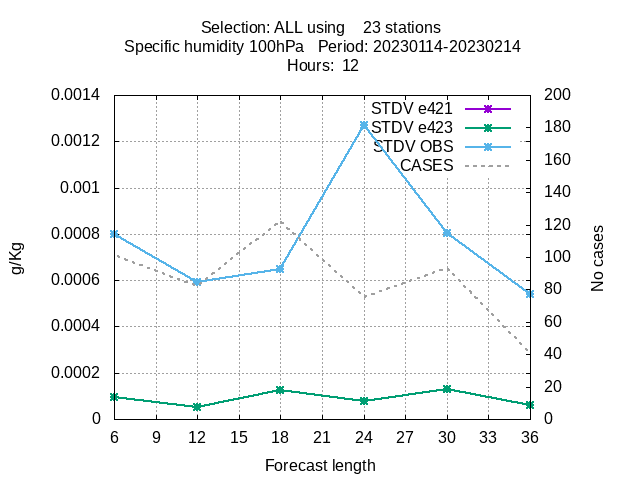 Selection: ALL using    23 stations
Specific humidity 100hPa   Period: 20230114-20230214
Hours:  12
0.0014
0.0012
0.001
0.0008
0.0006
0.0004
0.0002
0
g/Kg
STDV e421
STDV e423
STDV OBS
CASES
200
180
160
140
120
100
80
60
40
20
0
No cases
6 9 12 15 18 21 24 27 30 33 36
Forecast length